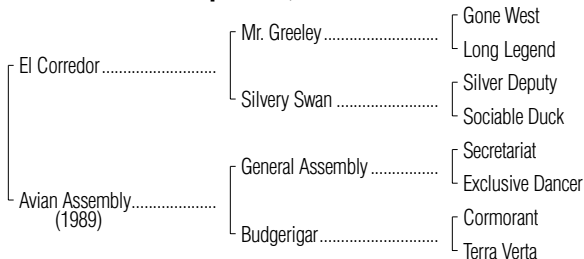 Gone West
Mr. Greeley........................
Long Legend
El Corredor........................
Silver Deputy
Silvery Swan .....................
Sociable Duck
Secretariat
General Assembly ..............
Exclusive Dancer
Avian Assembly..................
(1989)
Cormorant
Budgerigar.........................
Terra Verta